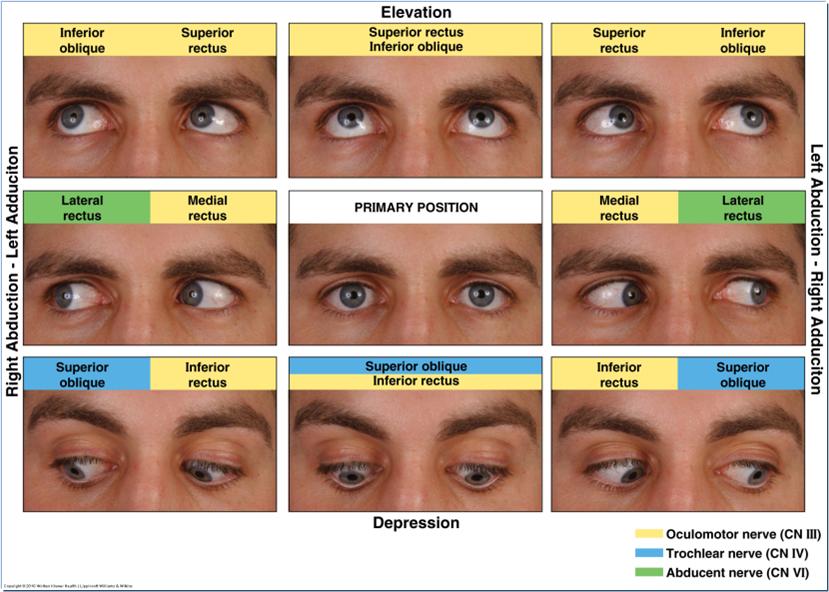 Elevation
Inferior oblique
Superior rectus
Superior rectus
Inferior oblique
Superior rectus
Inferior oblique
Right Abduction - Left Adduciton
Left Abduction - Right Adduciton
Lateral rectus
Medial rectus
PRIMARY POSITION
Medial rectus
Lateral rectus
Superior oblique
Inferior rectus
Superior oblique
Inferior rectus
Inferior rectus
Superior oblique
Depression
Oculomotor nerve (CN III)
Trochlear nerve (CN IV)
Abducent nerve (CN VI)
Copyright © 2010 Wolters Kluwer Health | Lippincott Williams & Wilkins